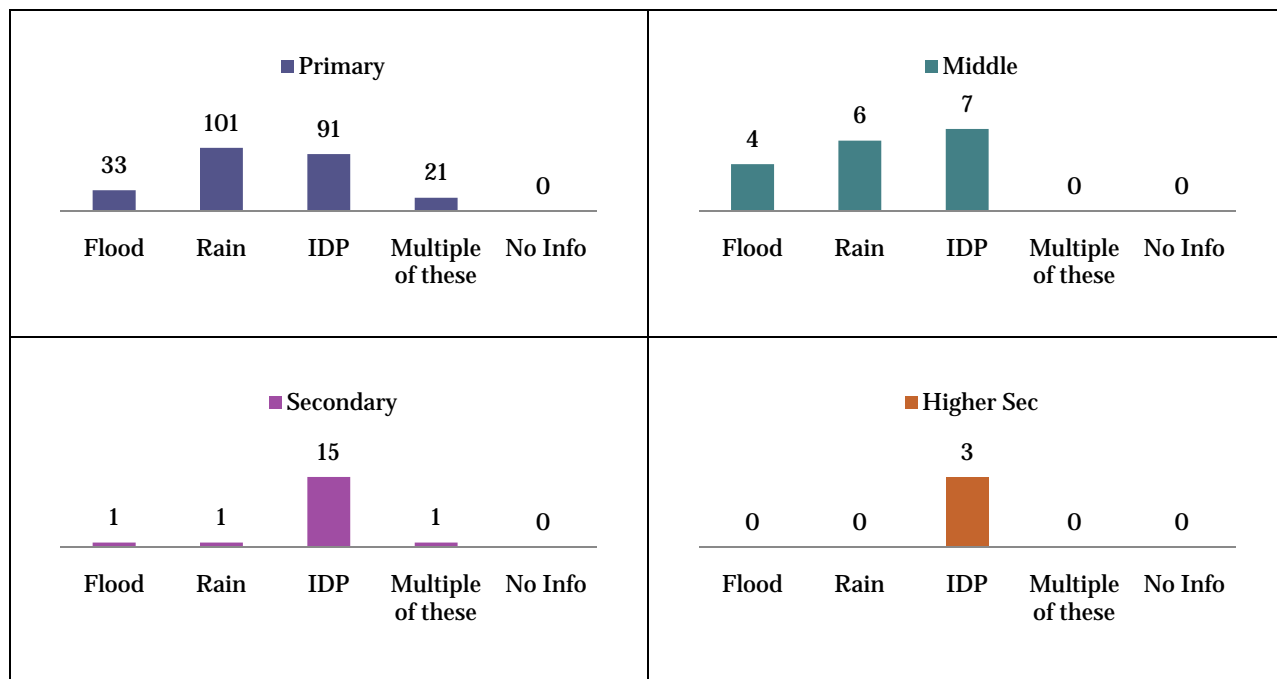 Primary
101
91
33
21
0
Flood Rain IDP Multiple of these No Info
Middle
7
6
4
0
0
Flood Rain IDP Multiple of these No Info
Secondary
15
1
1
1
0
Flood Rain IDP Multiple of these No Info
Higher Sec
3
0
0
0
0
Flood Rain IDP Multiple of these No Info